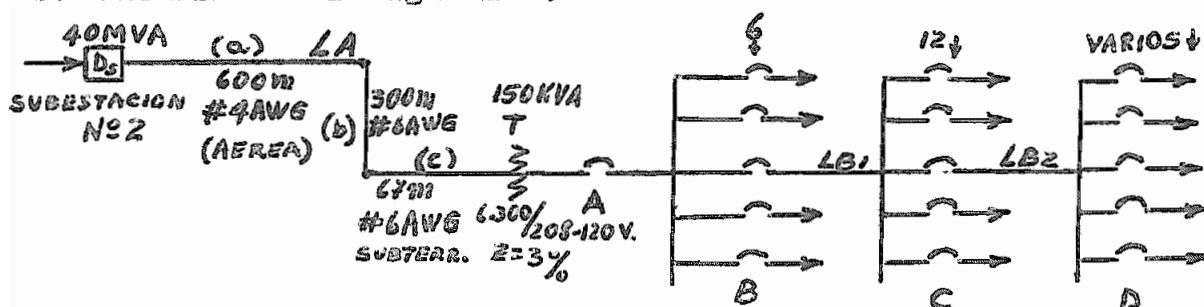 40MVA
Ds
SUBESTACION
Nº2
(a)
LA
600m
#4AWG
(AEREA)
300m
#6AWG
(b)
(c)
67m
#6AWG
SUBTERR.
150KVA
T
6.300/208-120V.
Z=3%
A
6
B
LB1
12
C
LB2
VARIOS
D